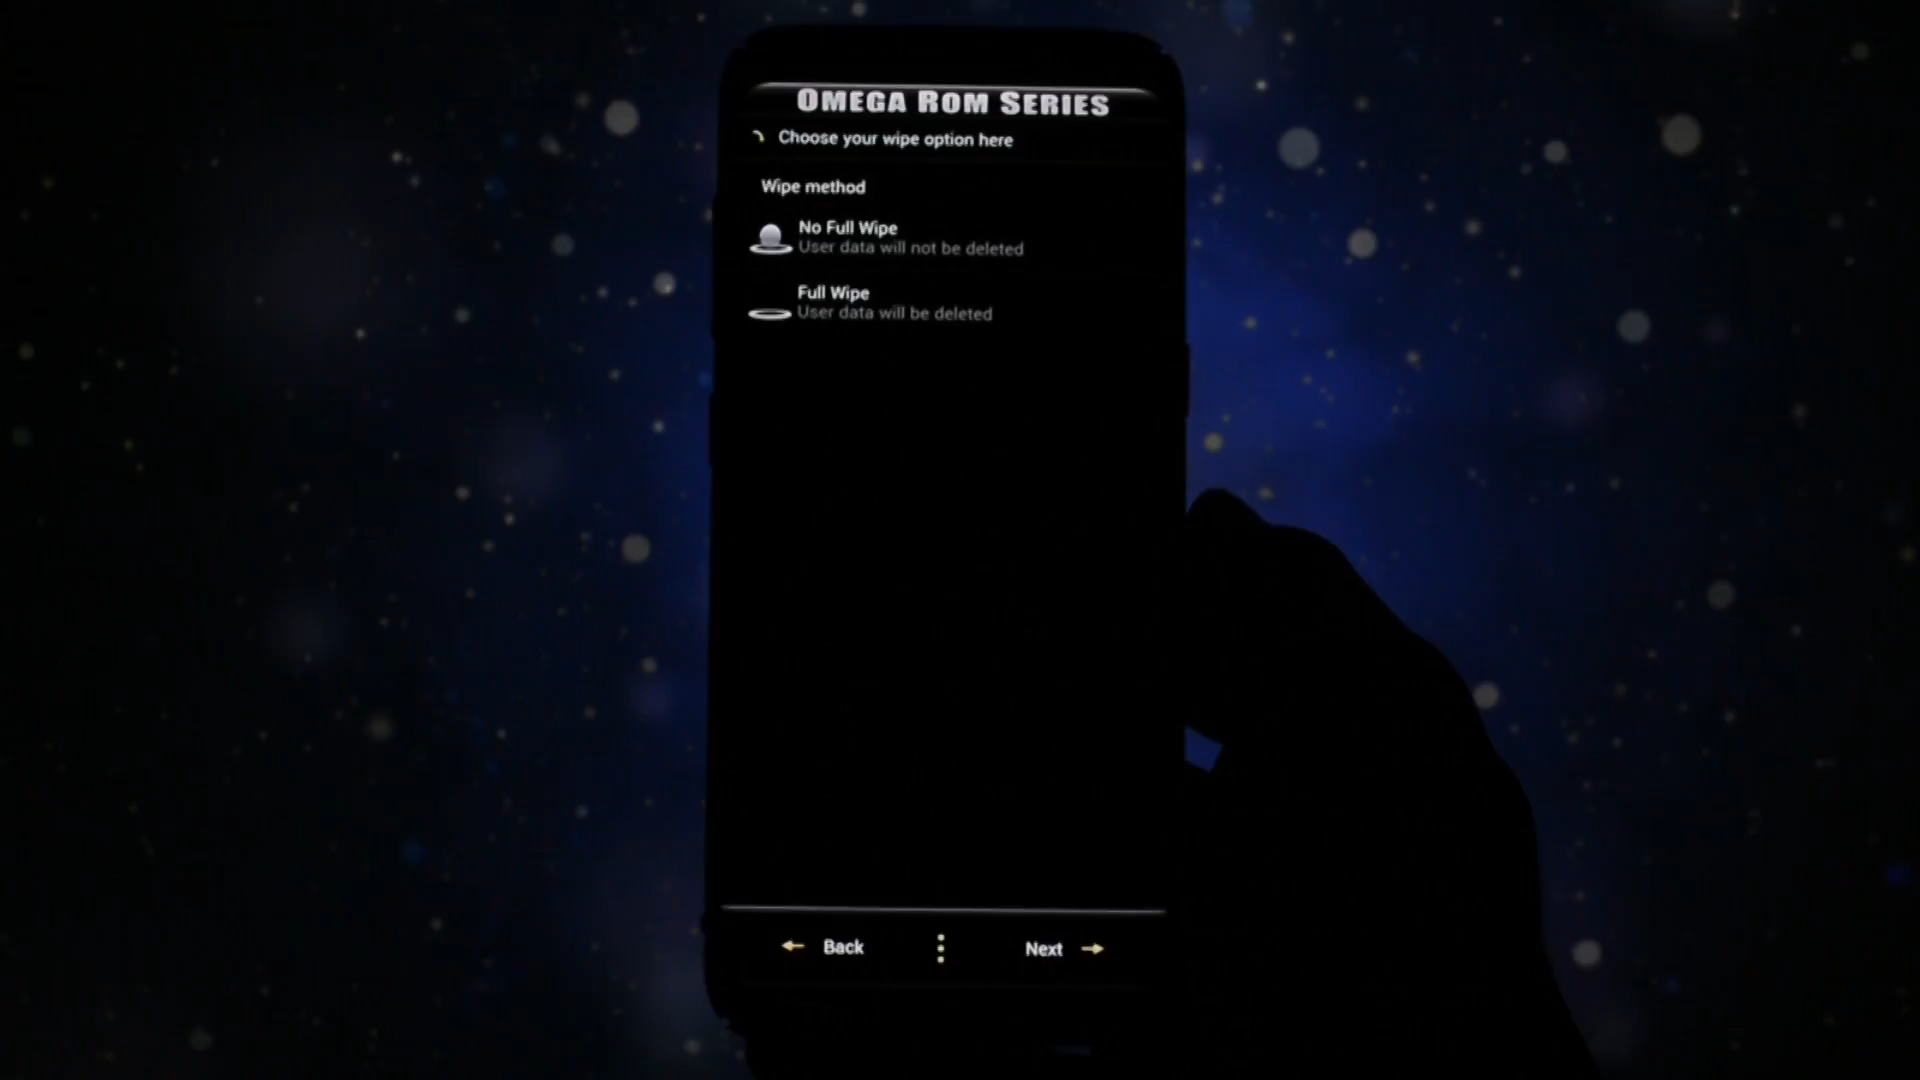 OMEGA ROM SERIES
Choose your wipe option here
Wipe method
No Full Wipe
User data will not be deleted
Full Wipe
User data will be deleted
Back
Next